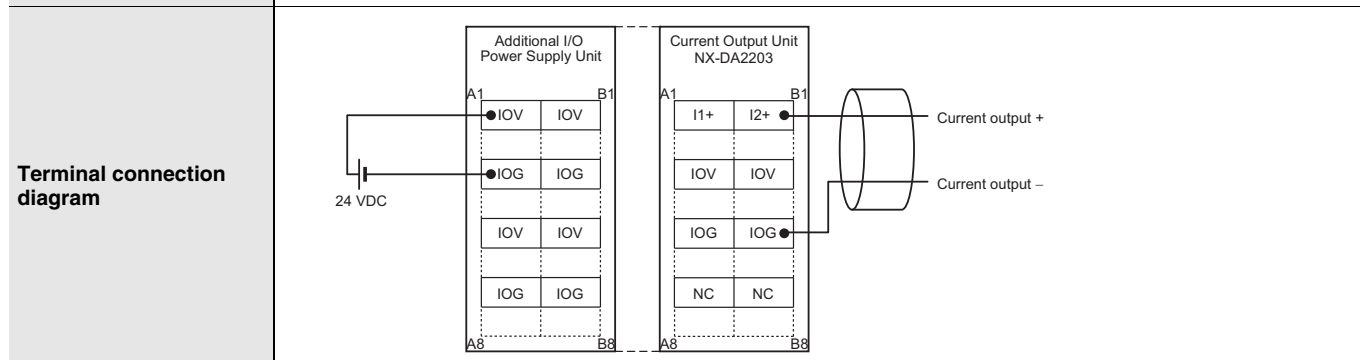 Terminal connection
diagram
24 VDC
Additional I/O
Power Supply Unit
A1 B1
IOV IOV
IOG IOG
IOV IOV
IOG IOG
A8 B8
Current Output Unit
NX-DA2203
A1 B1
I1+ I2+
IOV IOV
IOG IOG
NC NC
A8 B8
Current output +
Current output –